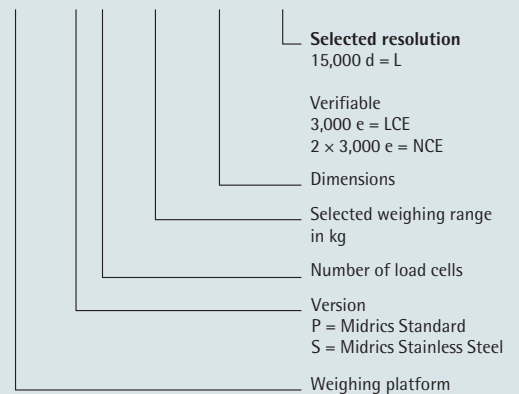 Selected resolution
15,000 d = L
Verifiable
3,000 e = LCE
2 × 3,000 e = NCE
Dimensions
Selected weighing range
in kg
Number of load cells
Version
P = Midrics Standard
S = Midrics Stainless Steel
Weighing platform